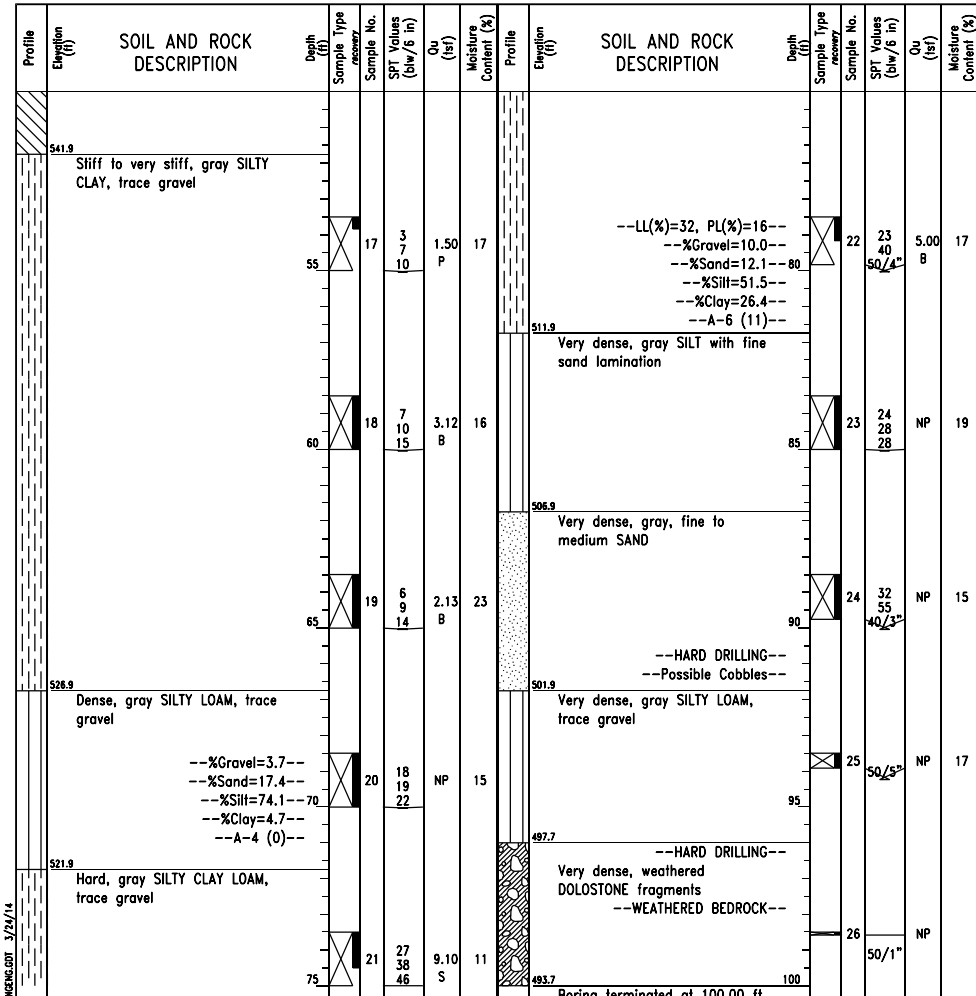 Profile
Elevation (ft)
SOIL AND ROCK DESCRIPTION
Depth (ft)
Sample Type recovery
Sample No.
SPT Values (blw/6 in)
Qu (tsf)
Moisture Content (%)
Profile
Elevation (ft)
SOIL AND ROCK DESCRIPTION
Depth (ft)
Sample Type recovery
Sample No.
SPT Values (blw/6 in)
Qu (tsf)
Moisture Content (%)
541.9
Stiff to very stiff, gray SILTY
CLAY, trace gravel
55
17
3
7
10
1.50
P
17
60
18
7
10
15
3.12
B
16
65
19
6
9
14
2.13
B
23
526.9
Dense, gray SILTY LOAM, trace
gravel
--%Gravel=3.7--
--%Sand=17.4--
--%Silt=74.1--70
--%Clay=4.7--
--A-4 (0)--
20
18
19
22
NP
15
521.9
Hard, gray SILTY CLAY LOAM,
trace gravel
75
21
27
38
46
9.10
S
11
NGENG.GDT 3/24/14
--LL(%)=32, PL(%)=16--
--%Gravel=10.0--
--%Sand=12.1-- 80
--%Silt=51.5--
--%Clay=26.4--
--A-6 (11)--
22
23
40
50/4"
5.00
B
17
511.9
Very dense, gray SILT with fine
sand lamination
85
23
24
28
28
NP
19
506.9
Very dense, gray, fine to
medium SAND
90
24
32
55
40/3"
NP
15
--HARD DRILLING--
--Possible Cobbles--
501.9
Very dense, gray SILTY LOAM,
trace gravel
95
25
50/5"
NP
17
497.7
--HARD DRILLING--
Very dense, weathered
DOLOSTONE fragments
--WEATHERED BEDROCK--
26
50/1"
NP
100
493.7
Boring terminated at 100.00 ft